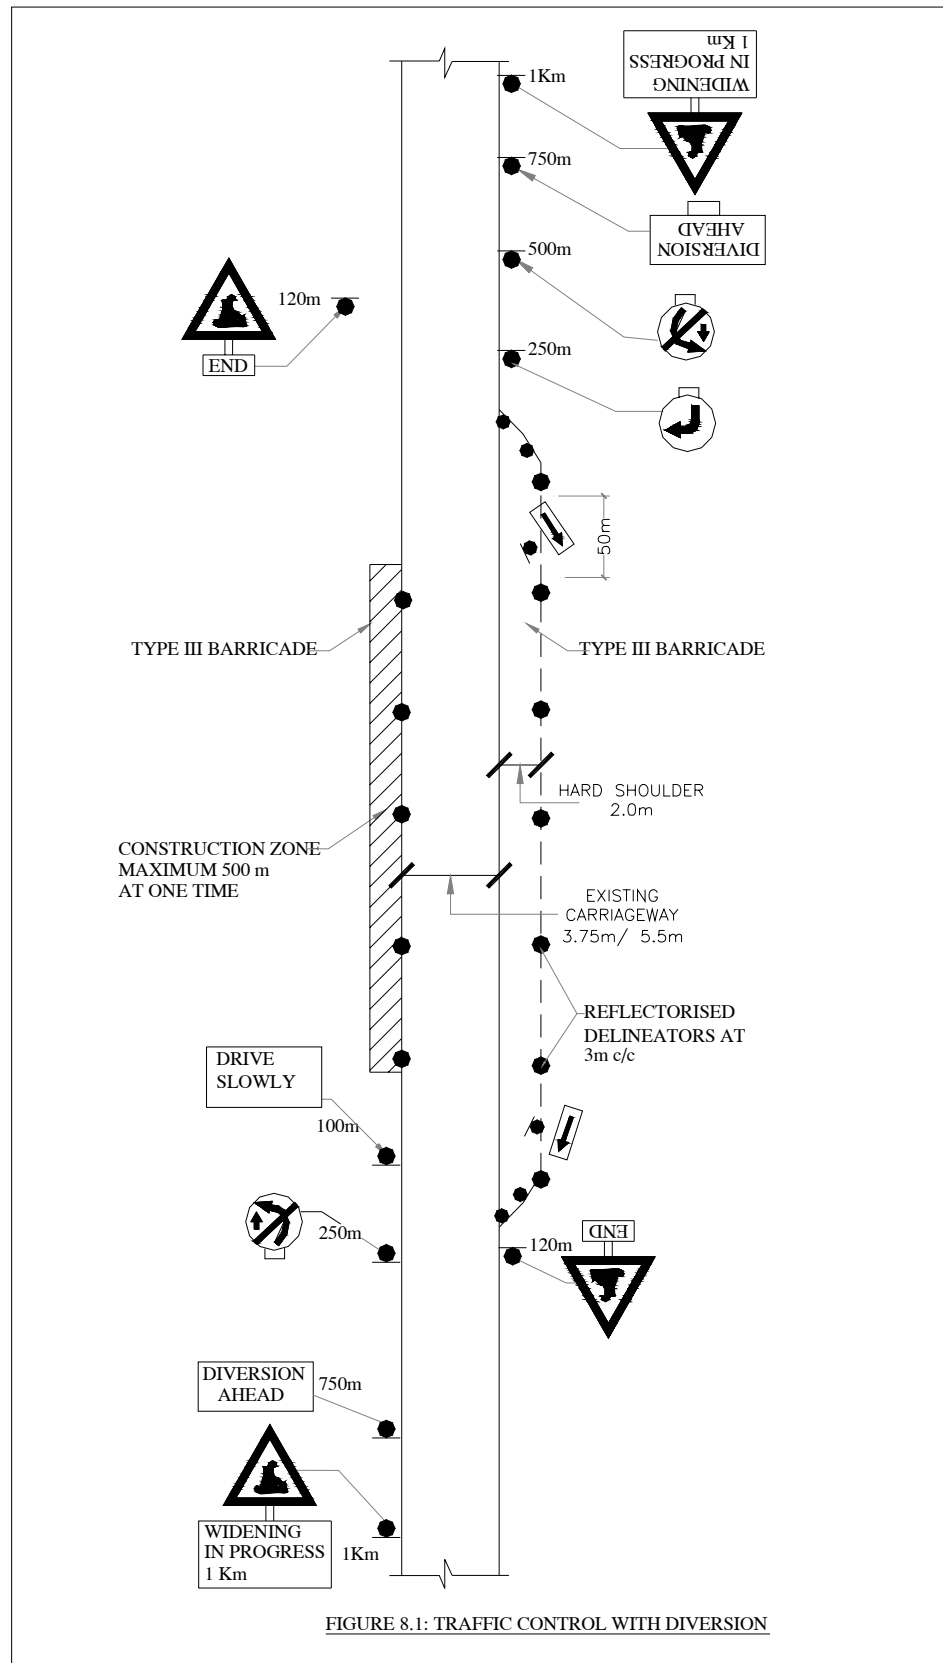 1Km
WIDENING
IN PROGRESS
1 Km
750m
DIVERSION
AHEAD
500m
120m
END
250m
50m
TYPE III BARRICADE
TYPE III BARRICADE
HARD SHOULDER
2.0m
CONSTRUCTION ZONE
MAXIMUM 500 m
AT ONE TIME
EXISTING
CARRIAGEWAY
3.75m/ 5.5m
REFLECTORISED
DELINEATORS AT
3m c/c
DRIVE
SLOWLY
100m
250m
120m
END
DIVERSION
AHEAD
750m
WIDENING
IN PROGRESS
1 Km
1Km
FIGURE 8.1: TRAFFIC CONTROL WITH DIVERSION